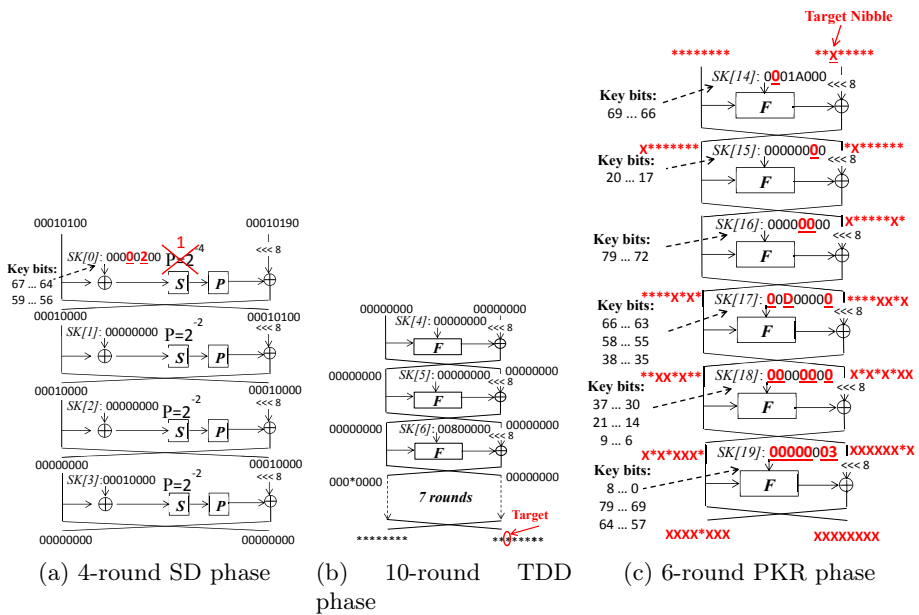 00010100 00010190
SK[0]: 00000200 P=2^-4
1
<<< 8
Key bits:
67 ... 64
59 ... 56
S P
00010000 00010100
SK[1]: 00000000 P=2^-2
<<< 8
S P
00010000 00010000
SK[2]: 00000000 P=2^-2
<<< 8
S P
00000000 00010000
SK[3]: 00010000 P=2^-2
<<< 8
S P
00000000 00000000
(a) 4-round SD phase
00000000 00000000
SK[4]: 00000000
<<< 8
F
00000000 00000000
SK[5]: 00000000
<<< 8
F
00000000 00000000
SK[6]: 00800000
<<< 8
F
000*0000 00000000
7 rounds
Target
******** ********
(b) 10-round TDD phase
Target Nibble
******** **X*****
SK[14]: 0001A000
<<< 8
Key bits:
69 ... 66
F
X******* *X******
SK[15]: 00000000
<<< 8
Key bits:
20 ... 17
F
******** X*****X*
SK[16]: 00000000
<<< 8
Key bits:
79 ... 72
F
****X*X* ****XX*X
SK[17]: 00D00000
<<< 8
Key bits:
66 ... 63
58 ... 55
38 ... 35
F
**XX*X** X*X*X*XX
SK[18]: 00000000
<<< 8
Key bits:
37 ... 30
21 ... 14
9 ... 6
F
X*X*XXX* XXXXXX*X
SK[19]: 00000003
<<< 8
Key bits:
8 ... 0
79 ... 69
64 ... 57
F
XXXX*XXX XXXXXXXX
(c) 6-round PKR phase